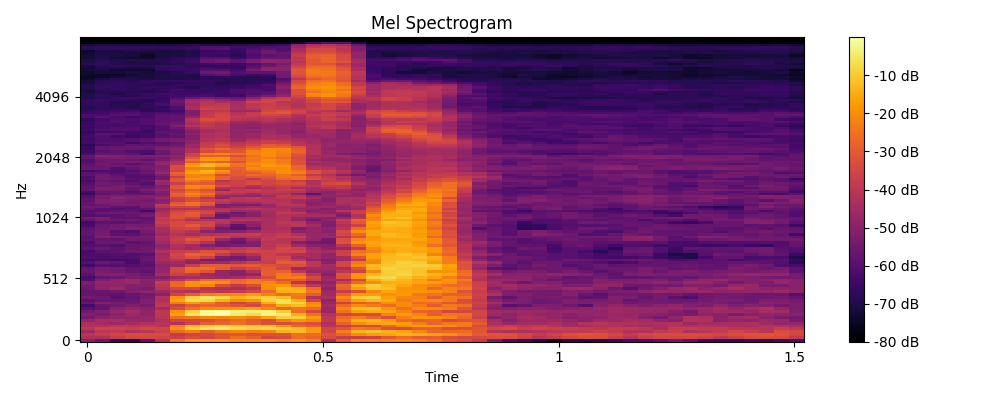 Mel Spectrogram
Hz
4096
2048
1024
512
0
0
0.5
1
1.5
Time
-10 dB
-20 dB
-30 dB
-40 dB
-50 dB
-60 dB
-70 dB
-80 dB